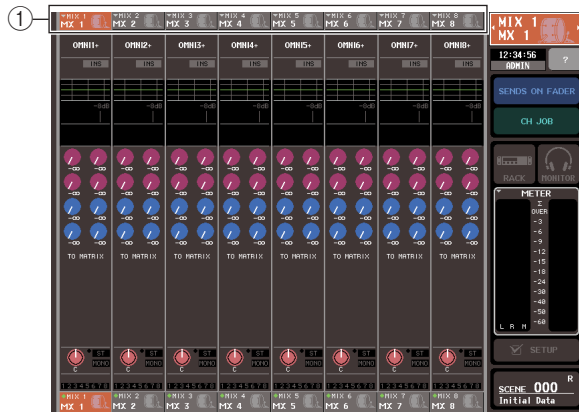 1
MIX 1 MIX 2 MIX 3 MIX 4 MIX 5 MIX 6 MIX 7 MIX 8
MX 1 MX 2 MX 3 MX 4 MX 5 MX 6 MX 7 MX 8
OMNI1+ OMNI2+ OMNI3+ OMNI4+ OMNI5+ OMNI6+ OMNI7+ OMNI8+
INS INS INS INS INS INS INS INS
-0dB -0dB -0dB -0dB -0dB -0dB -0dB -0dB
-∞ -∞ -∞ -∞ -∞ -∞ -∞ -∞ -∞ -∞ -∞ -∞ -∞ -∞ -∞ -∞
-∞ -∞ -∞ -∞ -∞ -∞ -∞ -∞ -∞ -∞ -∞ -∞ -∞ -∞ -∞ -∞
-∞ -∞ -∞ -∞ -∞ -∞ -∞ -∞ -∞ -∞ -∞ -∞ -∞ -∞ -∞ -∞
-∞ -∞ -∞ -∞ -∞ -∞ -∞ -∞ -∞ -∞ -∞ -∞ -∞ -∞ -∞ -∞
TO MATRIX TO MATRIX TO MATRIX TO MATRIX TO MATRIX TO MATRIX TO MATRIX TO MATRIX
ST ST ST ST ST ST ST ST
MONO MONO MONO MONO MONO MONO MONO MONO
C C C C C C C C
12345678 12345678 12345678 12345678 12345678 12345678 12345678 12345678
MIX 1 MIX 2 MIX 3 MIX 4 MIX 5 MIX 6 MIX 7 MIX 8
MX 1 MX 2 MX 3 MX 4 MX 5 MX 6 MX 7 MX 8
MIX 1
MX 1
12:34:56
ADMIN
?
SENDS ON FADER
CH JOB
RACK MONITOR
METER
Σ
OVER
-3
-6
-9
-12
-15
-18
-24
-30
-40
-50
-60
L R M
SETUP
R
SCENE 000
Initial Data